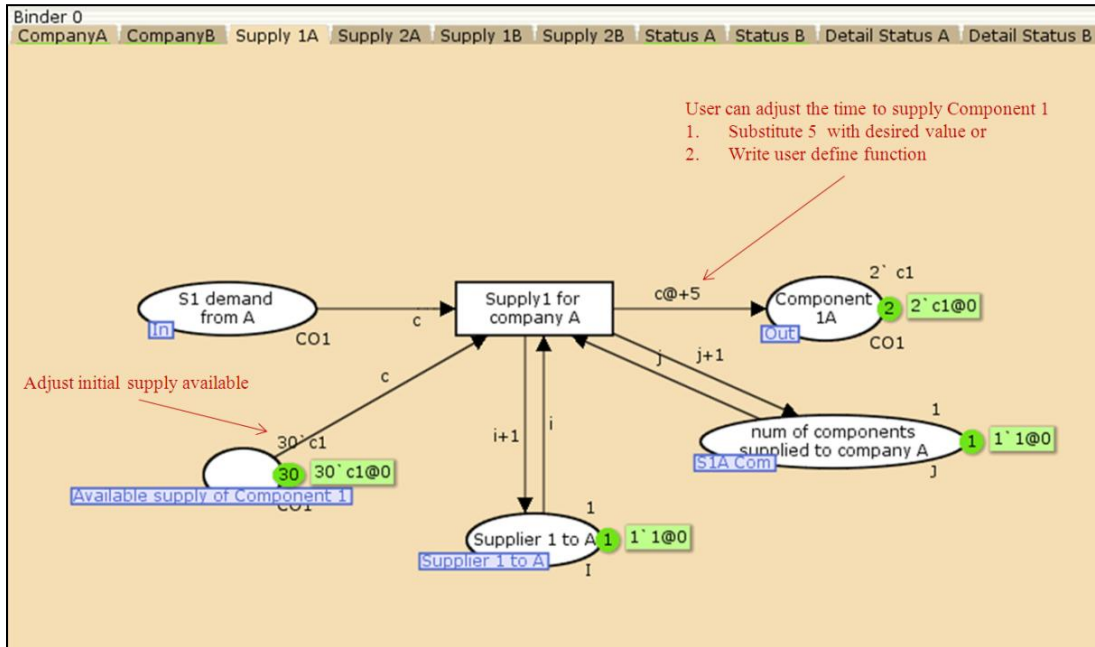 Binder 0
CompanyA CompanyB Supply 1A Supply 2A Supply 1B Supply 2B Status A Status B Detail Status A Detail Status B
User can adjust the time to supply Component 1
1. Substitute 5 with desired value or
2. Write user define function
S1 demand
from A
In
CO1
c
Supply1 for
company A
c@+5
2` c1
Component
1A
2
2`c1@0
Out
CO1
Adjust initial supply available
c
30`c1
30
30`c1@0
Available supply of Component 1
CO1
i+1
i
j
j+1
1
num of components
supplied to company A
1
1`1@0
S1A Com
J
1
Supplier 1 to A
1
1`1@0
Supplier 1 to A
I